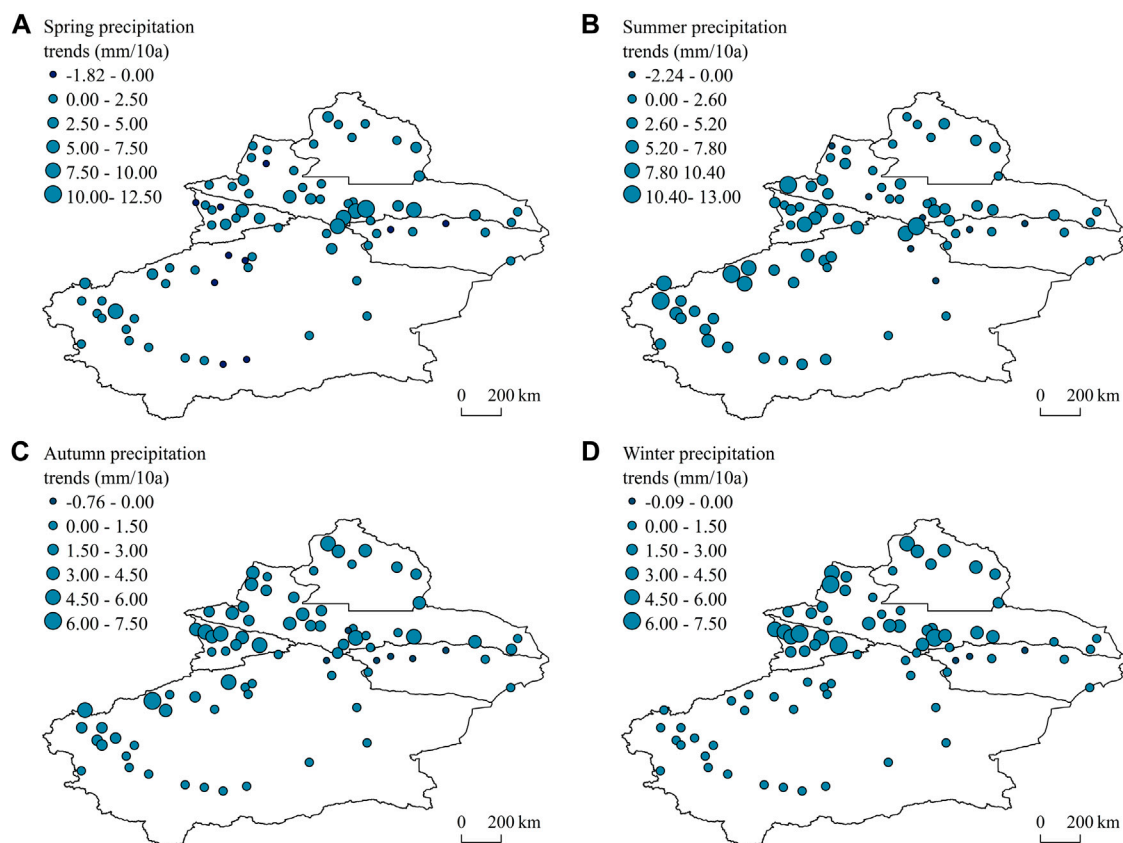 A Spring precipitation
trends (mm/10a)
-1.82 - 0.00
0.00 - 2.50
2.50 - 5.00
5.00 - 7.50
7.50 - 10.00
10.00- 12.50
0 200 km
B Summer precipitation
trends (mm/10a)
-2.24 - 0.00
0.00 - 2.60
2.60 - 5.20
5.20 - 7.80
7.80 10.40
10.40- 13.00
0 200 km
C Autumn precipitation
trends (mm/10a)
-0.76 - 0.00
0.00 - 1.50
1.50 - 3.00
3.00 - 4.50
4.50 - 6.00
6.00 - 7.50
0 200 km
D Winter precipitation
trends (mm/10a)
-0.09 - 0.00
0.00 - 1.50
1.50 - 3.00
3.00 - 4.50
4.50 - 6.00
6.00 - 7.50
0 200 km